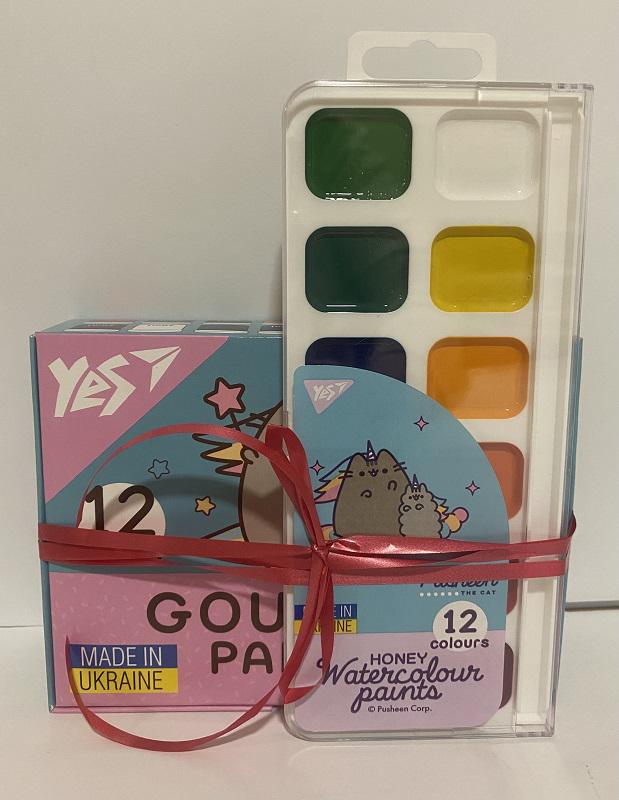 YES
12
GOU
PA
MADE IN
UKRAINE
YES
Pusheen
THE CAT
IN
12
colours
HONEY
Watercolour
paints
© Pusheen Corp.